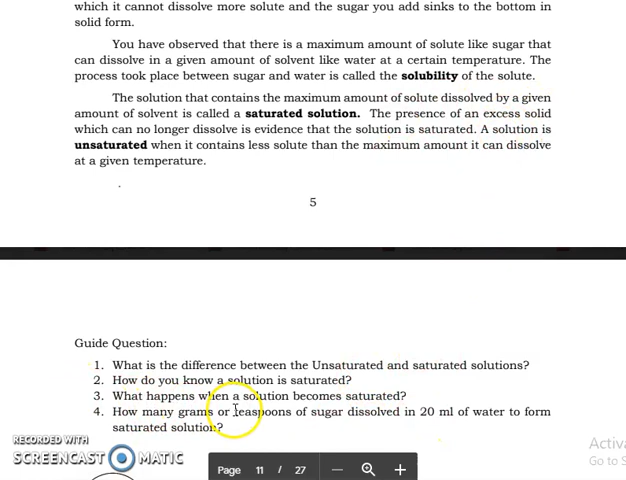 which it cannot dissolve more solute and the sugar you add sinks to the bottom in
solid form.
You have observed that there is a maximum amount of solute like sugar that
can dissolve in a given amount of solvent like water at a certain temperature. The
process took place between sugar and water is called the solubility of the solute.
The solution that contains the maximum amount of solute dissolved by a given
amount of solvent is called a saturated solution. The presence of an excess solid
which can no longer dissolve is evidence that the solution is saturated. A solution is
unsaturated when it contains less solute than the maximum amount it can dissolve
at a given temperature.
5
Guide Question:
1. What is the difference between the Unsaturated and saturated solutions?
2. How do you know a solution is saturated?
3. What happens when a solution becomes saturated?
4. How many grams or teaspoons of sugar dissolved in 20 ml of water to form
saturated solution?
RECORDED WITH
SCREENCAST MATIC
Page 11 / 27
Go to S